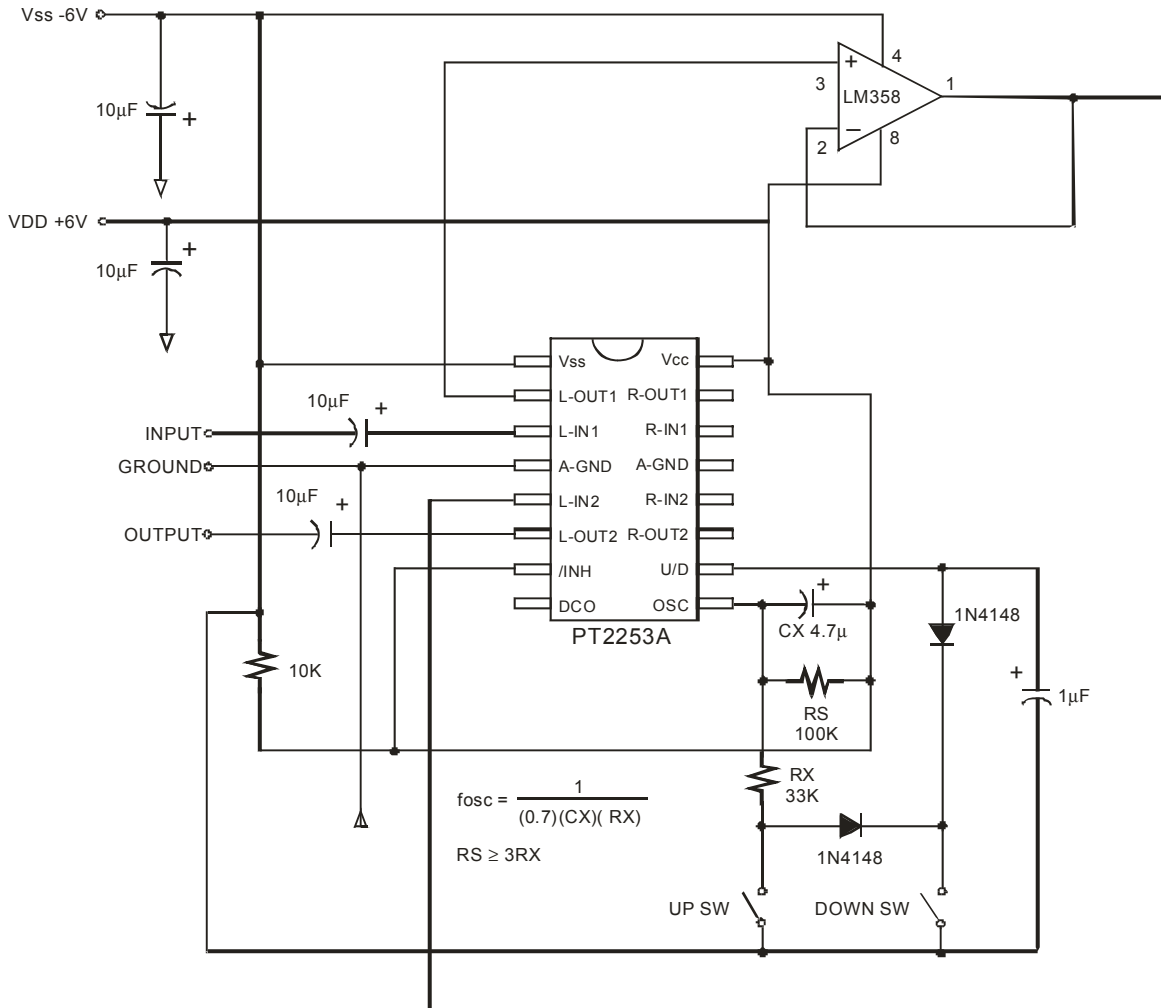 Vss -6V
4
+
3
LM358
1
10μF
+
−
2
8
VDD +6V
+
10μF
Vss
Vcc
10μF
+
L-OUT1
R-OUT1
INPUT
L-IN1
R-IN1
GROUND
A-GND
A-GND
10μF
+
L-IN2
R-IN2
OUTPUT
L-OUT2
R-OUT2
/INH
U/D
+
DCO
OSC
1N4148
CX 4.7μ
PT2253A
10K
+
1μF
RS
100K
RX
33K
fosc = 1 / (0.7)(CX)( RX)
RS ≥ 3RX
1N4148
UP SW
DOWN SW